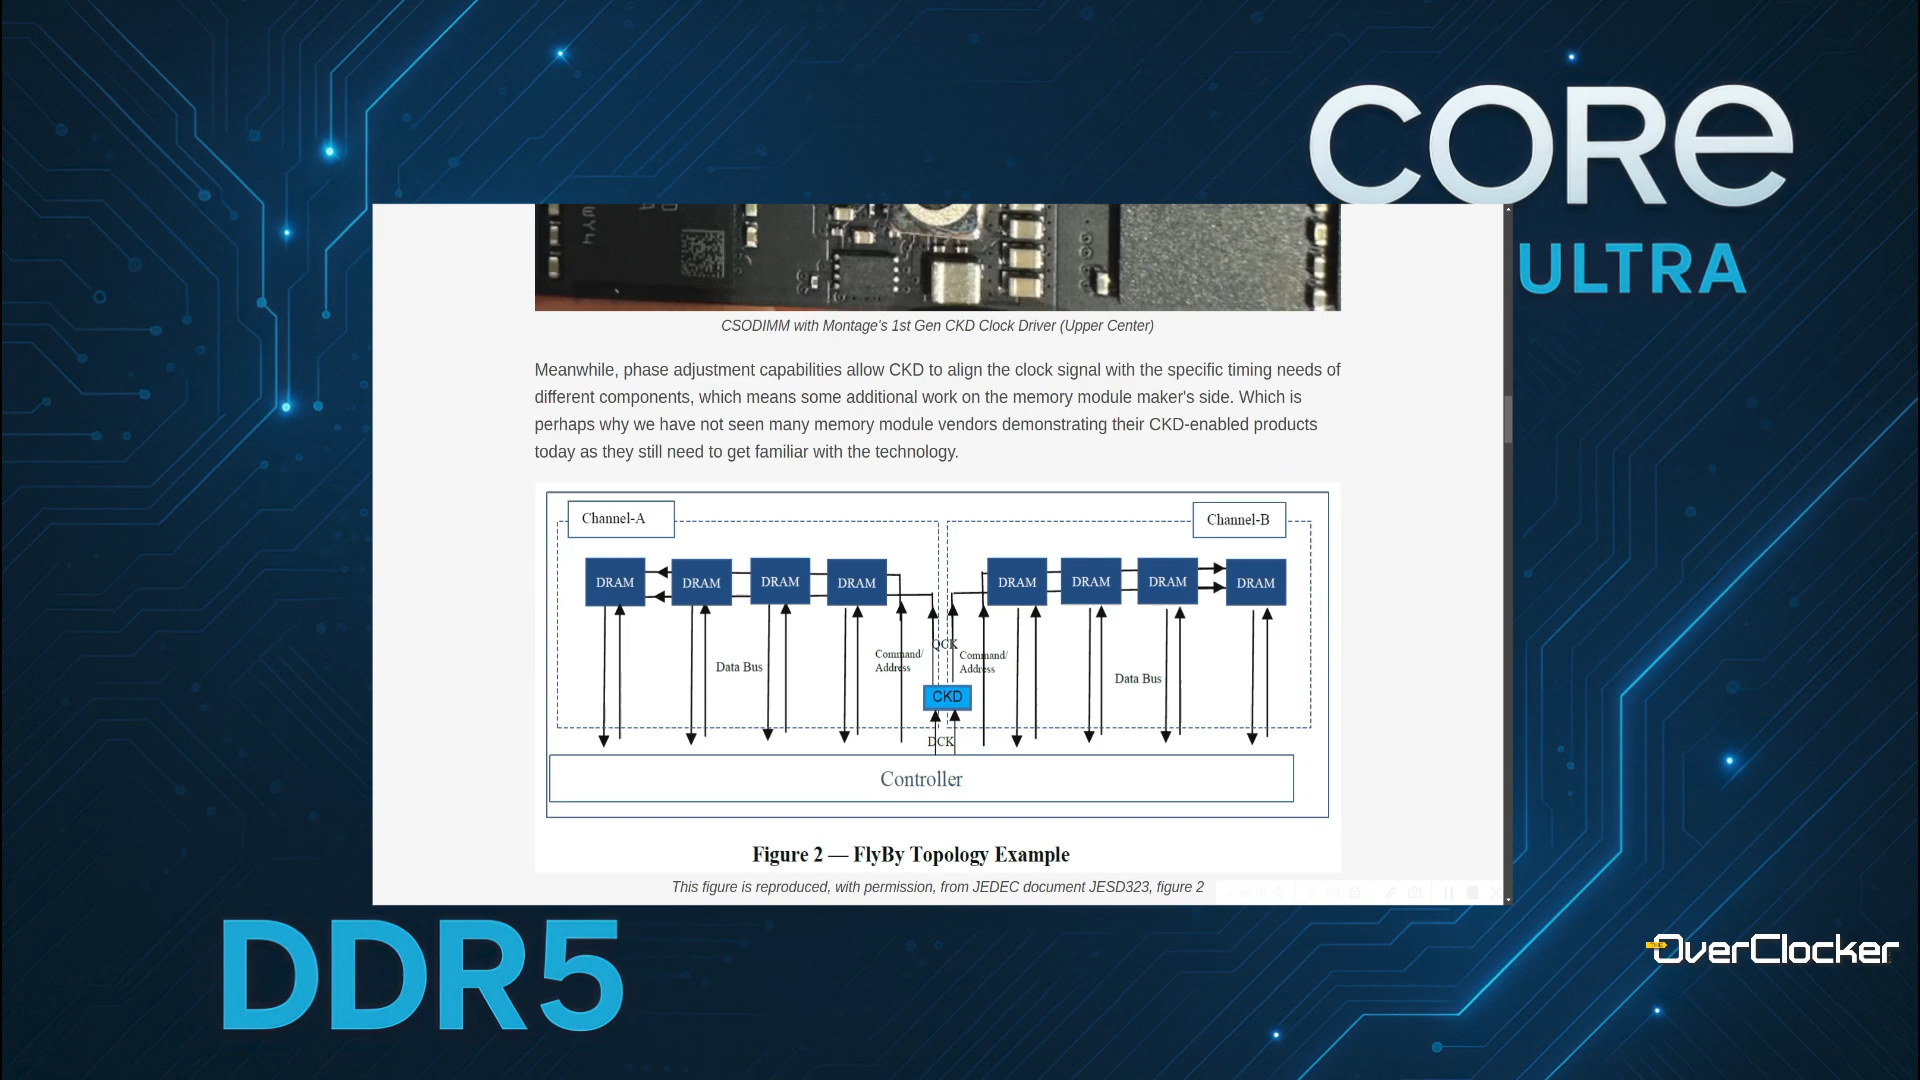 CORE
ULTRA
CSODIMM with Montage's 1st Gen CKD Clock Driver (Upper Center)
Meanwhile, phase adjustment capabilities allow CKD to align the clock signal with the specific timing needs of
different components, which means some additional work on the memory module maker's side. Which is
perhaps why we have not seen many memory module vendors demonstrating their CKD-enabled products
today as they still need to get familiar with the technology.
Channel-A
Channel-B
DRAM DRAM DRAM DRAM DRAM DRAM DRAM DRAM
QCK
Command/
Address
Command/
Address
Data Bus
Data Bus
CKD
DCK
Controller
Figure 2 — FlyBy Topology Example
This figure is reproduced, with permission, from JEDEC document JESD323, figure 2
DDR5
OverClocker